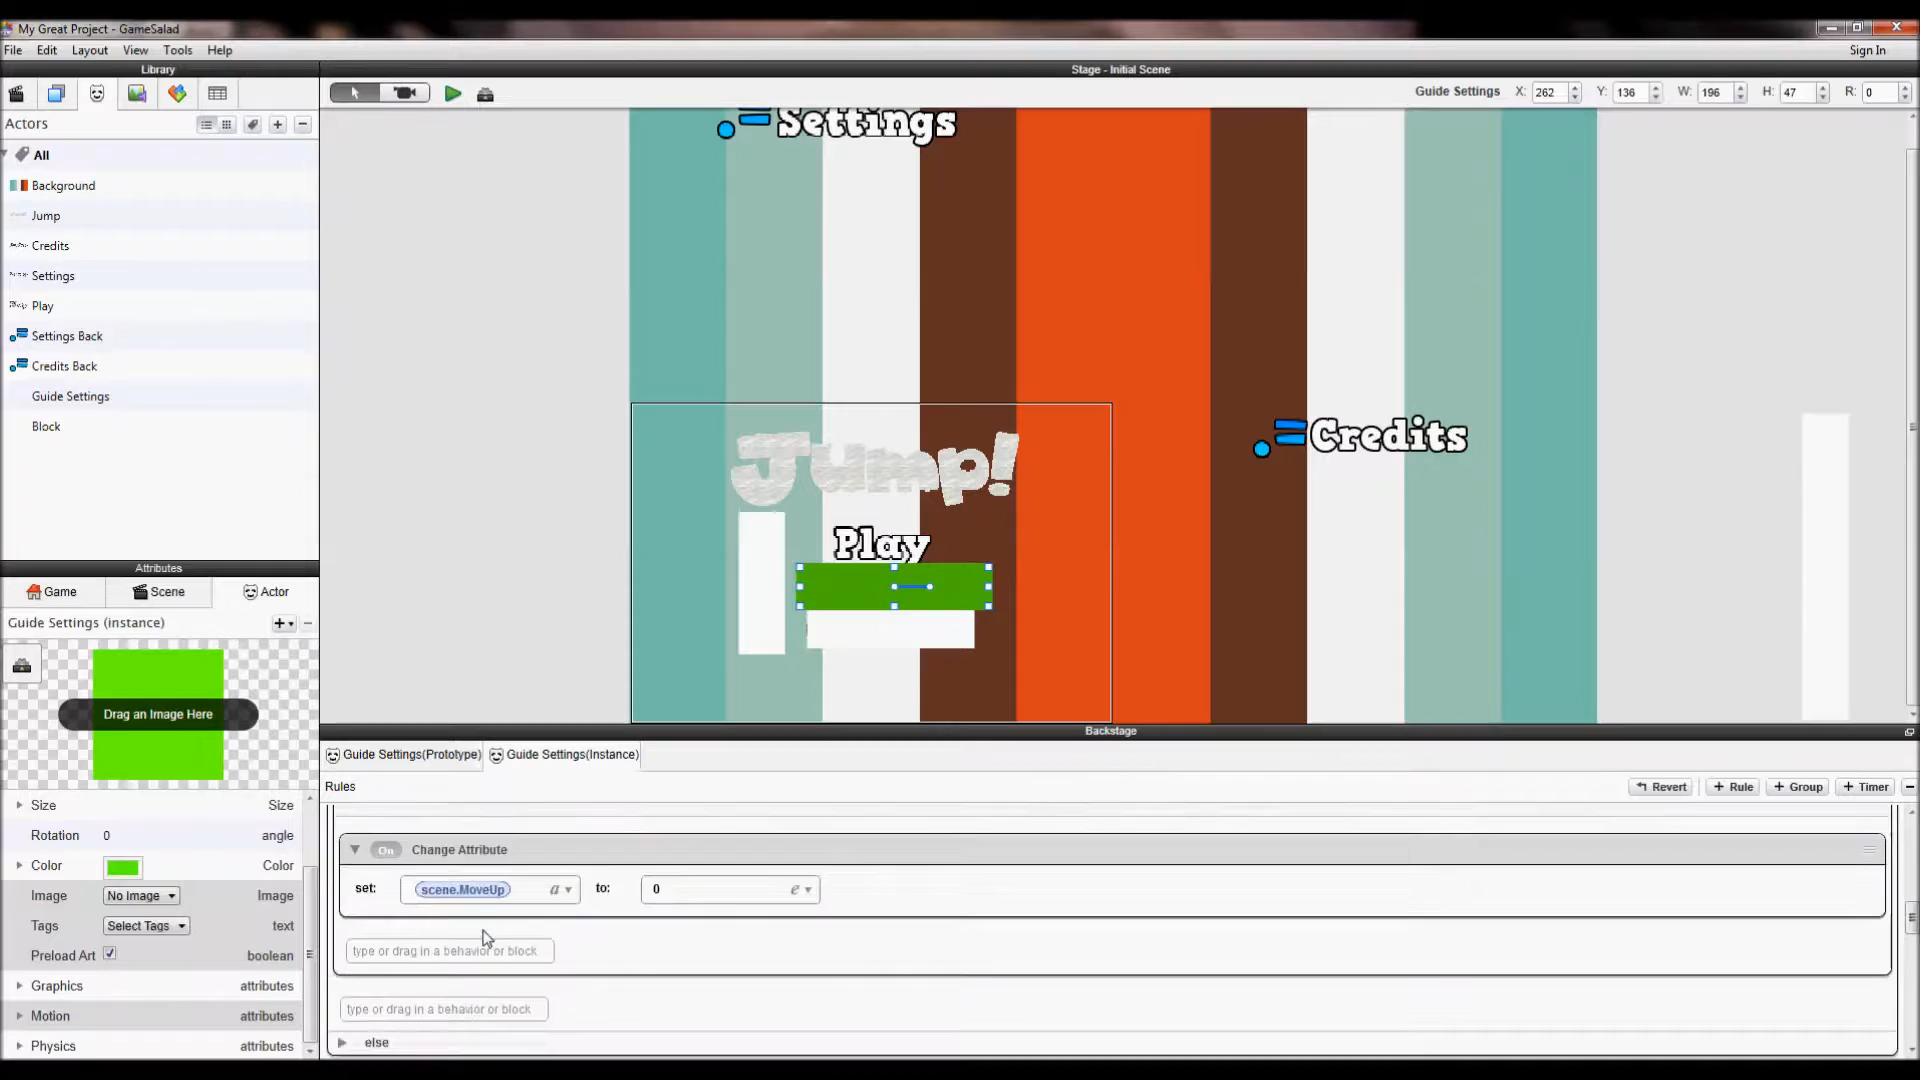 My Great Project - GameSalad
File Edit Layout View Tools Help
Sign In
Library
Stage - Initial Scene
Guide Settings X: 262 Y: 136 W: 196 H: 47 R: 0
Actors
All
Background
Jump
Credits
Settings
Play
Settings Back
Credits Back
Guide Settings
Block
Settings
Jump!
Play
Credits
Attributes
Game Scene Actor
Guide Settings (instance)
Drag an Image Here
Size Size
Rotation 0 angle
Color Color
Image No Image Image
Tags Select Tags text
Preload Art boolean
Graphics attributes
Motion attributes
Physics attributes
Backstage
Guide Settings(Prototype) Guide Settings(Instance)
Rules
Revert + Rule + Group + Timer
On Change Attribute
set: scene.MoveUp a to: 0 e
type or drag in a behavior or block
type or drag in a behavior or block
else